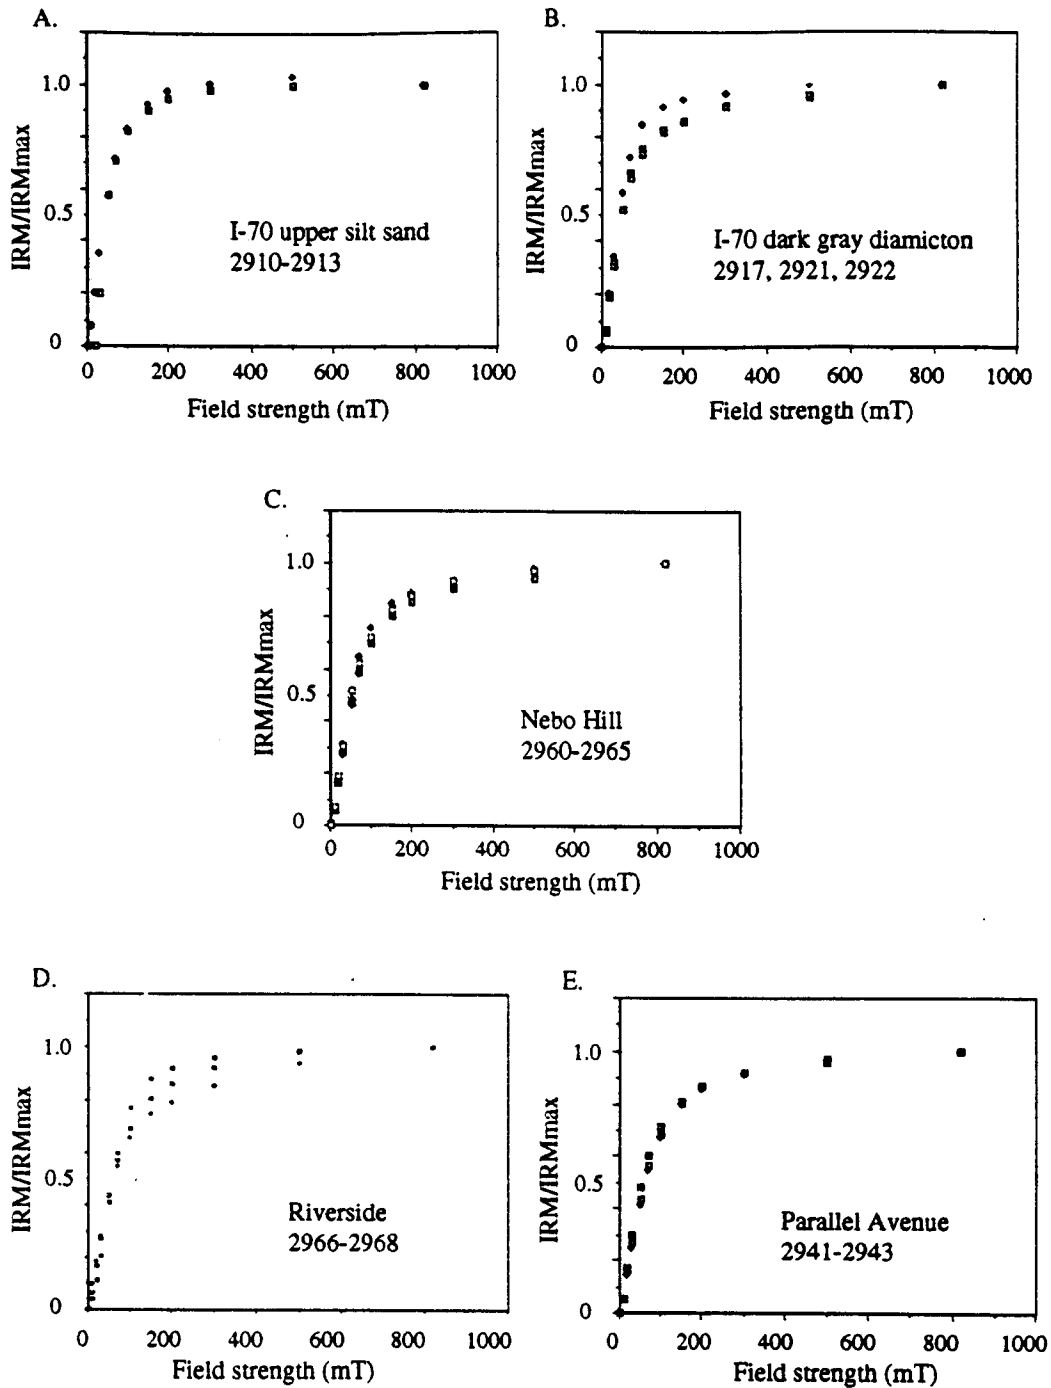 A.
IRM/IRMmax
1.0
0.5
0
I-70 upper silt sand
2910-2913
0 200 400 600 800 1000
Field strength (mT)
B.
IRM/IRMmax
1.0
0.5
0
I-70 dark gray diamicton
2917, 2921, 2922
0 200 400 600 800 1000
Field strength (mT)
C.
IRM/IRMmax
1.0
0.5
0
Nebo Hill
2960-2965
0 200 400 600 800 1000
Field strength (mT)
D.
IRM/IRMmax
1.0
0.5
0
Riverside
2966-2968
0 200 400 600 800 1000
Field strength (mT)
E.
IRM/IRMmax
1.0
0.5
0
Parallel Avenue
2941-2943
0 200 400 600 800 1000
Field strength (mT)